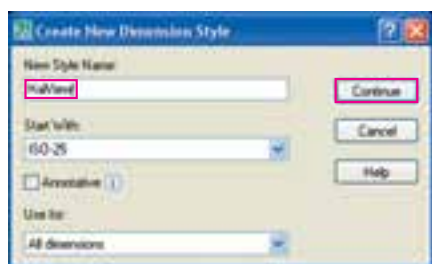 Create New Dimension Style
New Style Name:
Continue
Start With:
Cancel
ISO-25
Help
Annotative
Use for:
All dimensions